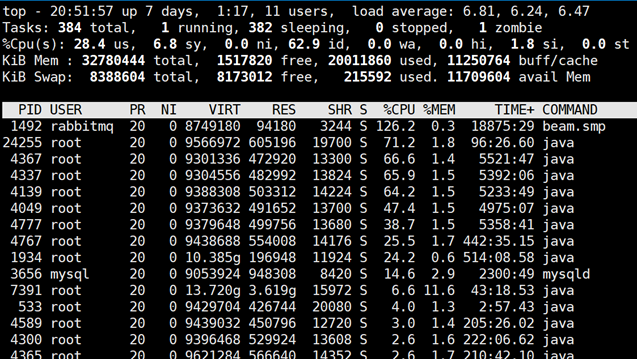 top - 20:51:57 up 7 days,  1:17, 11 users,  load average: 6.81, 6.24, 6.47
Tasks: 384 total,   1 running, 382 sleeping,   0 stopped,   1 zombie
%Cpu(s): 28.4 us,  6.8 sy,  0.0 ni, 62.9 id,  0.0 wa,  0.0 hi,  1.8 si,  0.0 st
KiB Mem : 32780444 total,  1517820 free, 20011860 used, 11250764 buff/cache
KiB Swap:  8388604 total,  8173012 free,   215592 used. 11709604 avail Mem
PID USER PR NI VIRT RES SHR S %CPU %MEM TIME+ COMMAND
1492 rabbitmq 20 0 8749180 94180 3244 S 126.2 0.3 18875:29 beam.smp
24255 root 20 0 9566972 605196 19700 S 71.2 1.8 96:26.60 java
4367 root 20 0 9301336 472920 13300 S 66.6 1.4 5521:47 java
4337 root 20 0 9304556 482992 13824 S 65.9 1.5 5392:06 java
4139 root 20 0 9388308 503312 14224 S 64.2 1.5 5233:49 java
4049 root 20 0 9373632 491652 13700 S 47.4 1.5 4975:07 java
4777 root 20 0 9379648 499756 13680 S 38.7 1.5 5358:41 java
4767 root 20 0 9438688 554008 14176 S 25.5 1.7 442:35.15 java
1934 root 20 0 10.385g 196948 11924 S 24.2 0.6 514:08.58 java
3656 mysql 20 0 9053924 948308 8420 S 14.6 2.9 2300:49 mysqld
7391 root 20 0 13.720g 3.619g 15972 S 6.6 11.6 43:18.53 java
533 root 20 0 9429704 426744 20080 S 4.0 1.3 2:57.43 java
4589 root 20 0 9439032 450796 12720 S 3.0 1.4 205:26.02 java
4300 root 20 0 9396468 529924 13608 S 2.6 1.6 222:06.62 java
4365 root 20 0 9621284 566640 14352 S 2.6 1.7 210:42.10 java